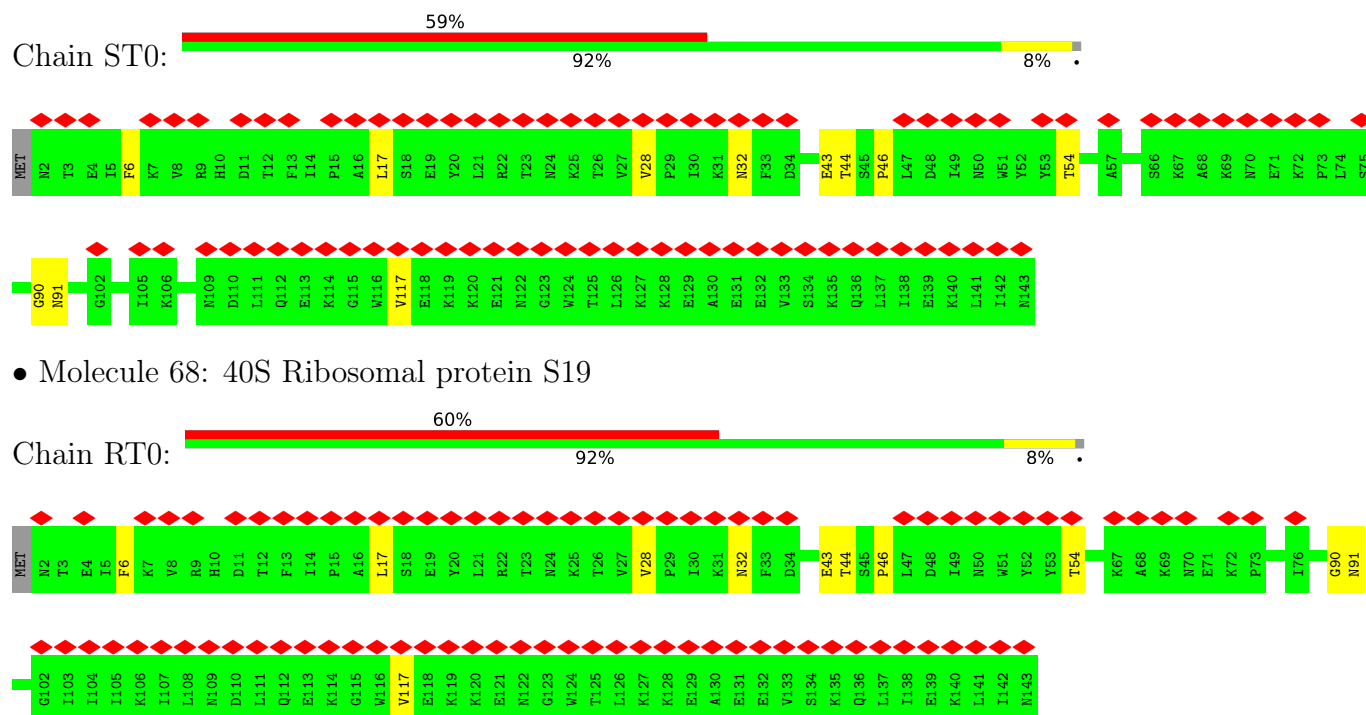 59%
Chain ST0:
92% 8% •
MET N2 T3 E4 I5 F6 K7 V8 R9 H10 D11 T12 F13 I14 P15 A16 L17 S18 E19 Y20 L21 R22 T23 N24 K25 T26 V27 V28 P29 I30 K31 N32 F33 D34 E43 T44 S45 P46 L47 D48 I49 N50 W51 Y52 Y53 T54 A57 S66 K67 A68 K69 N70 E71 K72 P73 L74 S75
G90 N91 G102 I105 K106 N109 D110 L111 Q112 E113 K114 G115 W116 V117 E118 K119 K120 E121 N122 G123 W124 T125 L126 K127 K128 E129 A130 E131 E132 V133 S134 K135 Q136 L137 I138 E139 K140 L141 I142 N143
• Molecule 68: 40S Ribosomal protein S19
60%
Chain RT0:
92% 8% •
MET N2 T3 E4 I5 F6 K7 V8 R9 H10 D11 T12 F13 I14 P15 A16 L17 S18 E19 Y20 L21 R22 T23 N24 K25 T26 V27 V28 P29 I30 K31 N32 F33 D34 E43 T44 S45 P46 L47 D48 I49 N50 W51 Y52 Y53 T54 K67 A68 K69 N70 E71 K72 P73 I76 G90 N91
G102 I103 I104 I105 K106 I107 L108 N109 D110 L111 Q112 E113 K114 G115 W116 V117 E118 K119 K120 E121 N122 G123 W124 T125 L126 K127 K128 E129 A130 E131 E132 V133 S134 K135 Q136 L137 I138 E139 K140 L141 I142 N143